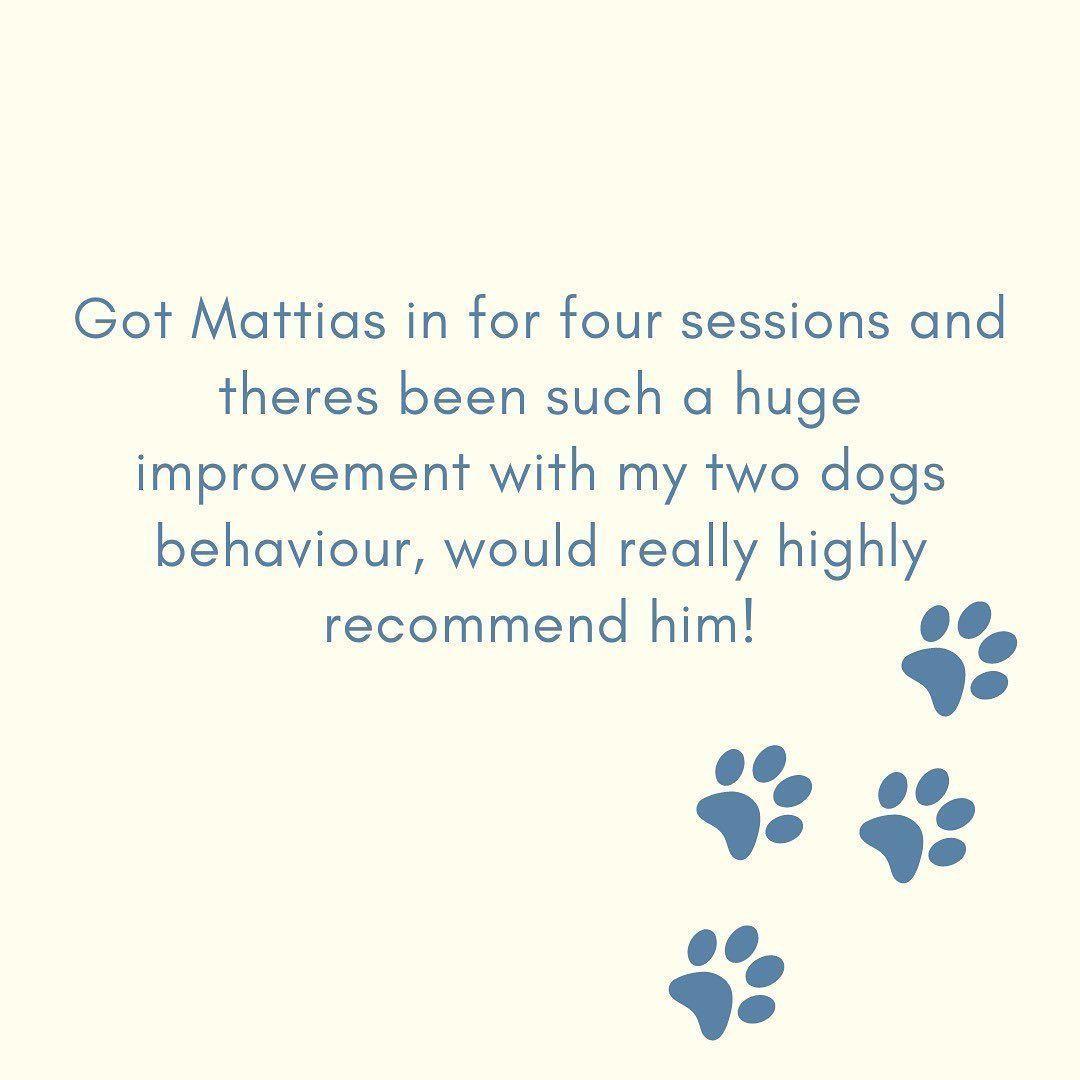 Got Mattias in for four sessions and
theres been such a huge
improvement with my two dogs
behaviour, would really highly
recommend him!